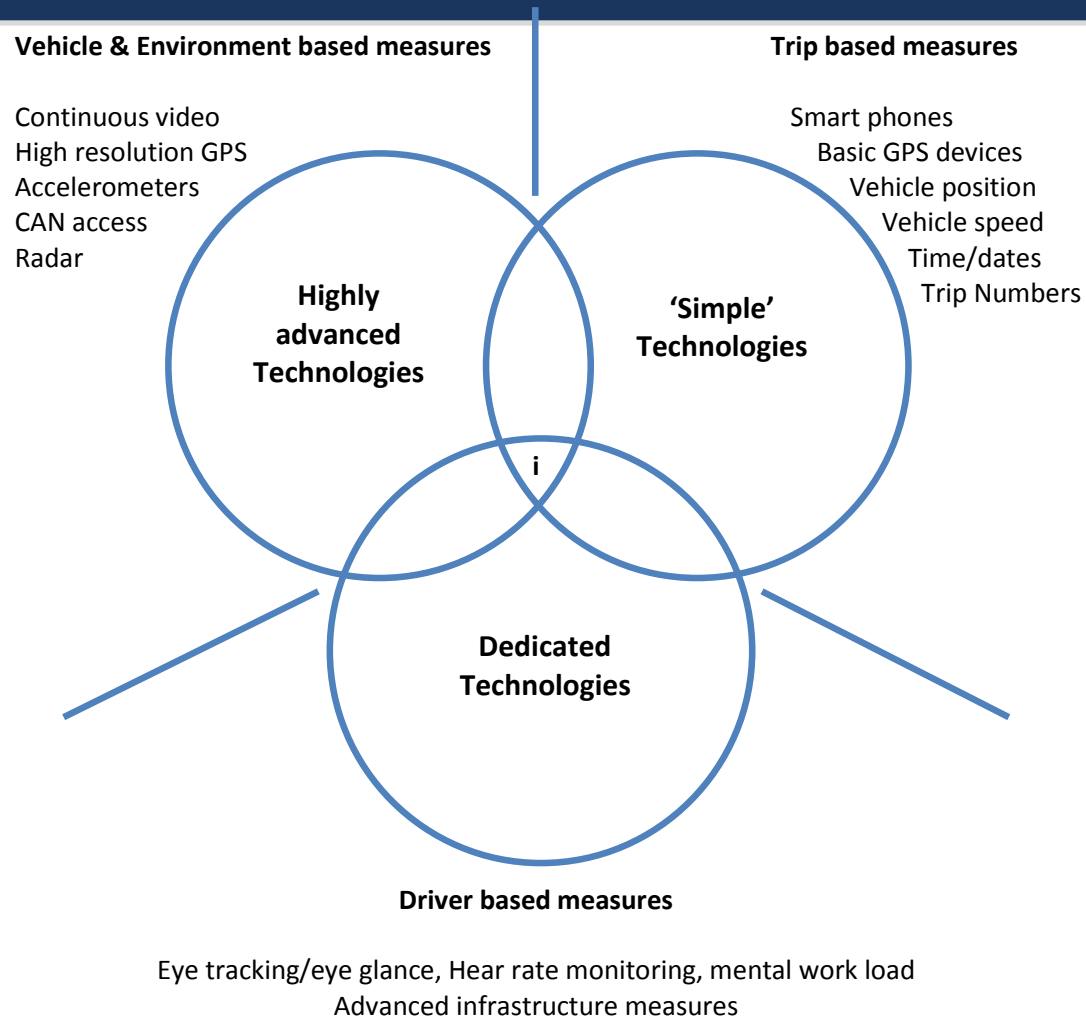 Vehicle & Environment based measures
Continuous video
High resolution GPS
Accelerometers
CAN access
Radar
Trip based measures
Smart phones
Basic GPS devices
Vehicle position
Vehicle speed
Time/dates
Trip Numbers
Highly
advanced
Technologies
‘Simple’
Technologies
i
Dedicated
Technologies
Driver based measures
Eye tracking/eye glance, Hear rate monitoring, mental work load
Advanced infrastructure measures